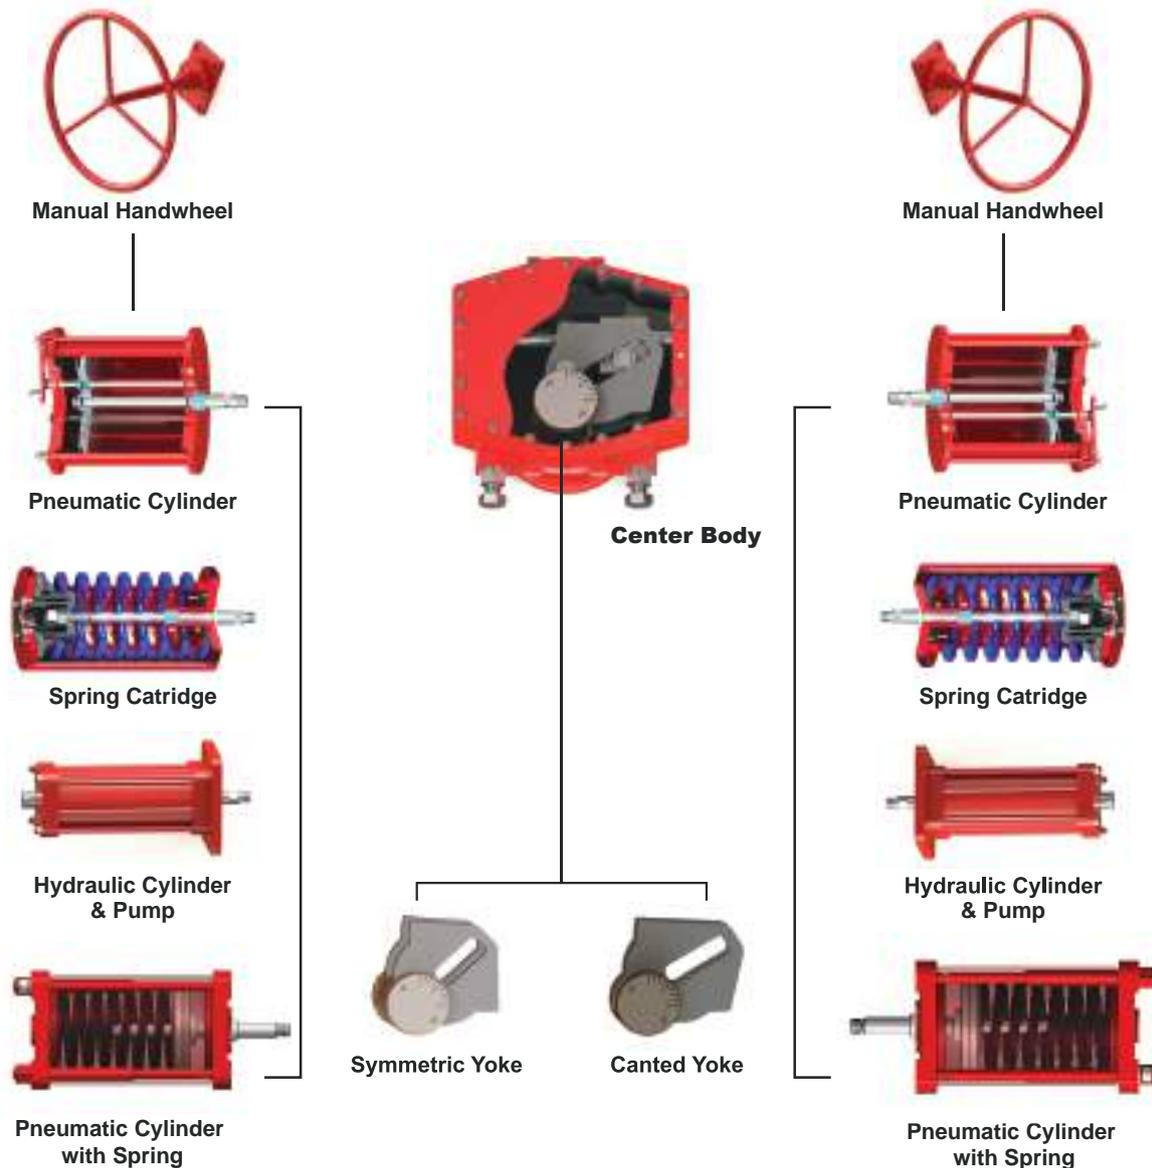 Manual Handwheel
Manual Handwheel
Pneumatic Cylinder
Center Body
Pneumatic Cylinder
Spring Catridge
Spring Catridge
Hydraulic Cylinder
& Pump
Hydraulic Cylinder
& Pump
Symmetric Yoke
Canted Yoke
Pneumatic Cylinder
with Spring
Pneumatic Cylinder
with Spring